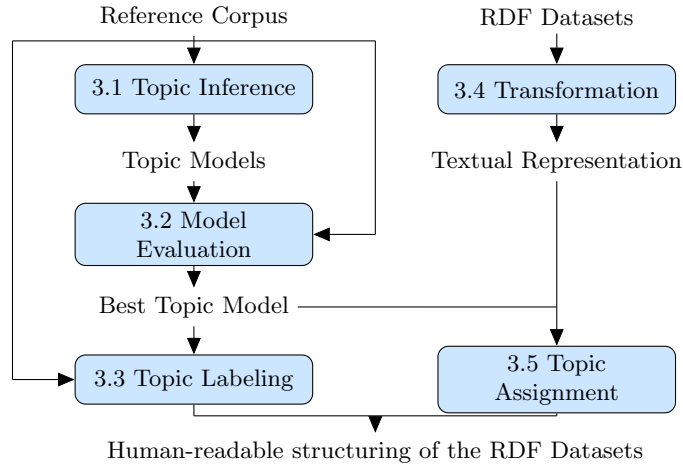 Reference Corpus
RDF Datasets
3.1 Topic Inference
3.4 Transformation
Topic Models
Textual Representation
3.2 Model
Evaluation
Best Topic Model
3.3 Topic Labeling
3.5 Topic
Assignment
Human-readable structuring of the RDF Datasets